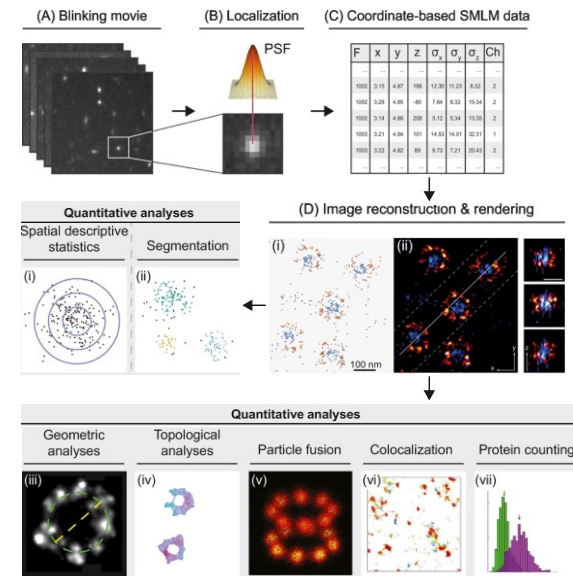 (A) Blinking movie
(B) Localization
(C) Coordinate-based SMLM data
PSF
F x y z σx σy σz Ch
... ... ... ... ... ... ... ...
1002 3.15 4.87 166 12.30 11.23 8.32 2
1002 3.28 4.85 -80 7.64 8.32 15.34 2
1002 3.14 4.86 208 5.12 5.34 13.35 2
1003 3.21 4.84 101 14.53 14.01 32.31 1
1003 3.22 4.82 88 6.73 7.21 20.43 2
... ... ... ... ... ... ... ...
(D) Image reconstruction & rendering
(i)
(ii)
100 nm
y
x
z
Quantitative analyses
Spatial descriptive
statistics
Segmentation
(i)
(ii)
Quantitative analyses
Geometric
analyses
Topological
analyses
Particle fusion
Colocalization
Protein counting
(iii)
(iv)
(v)
(vi)
(vii)